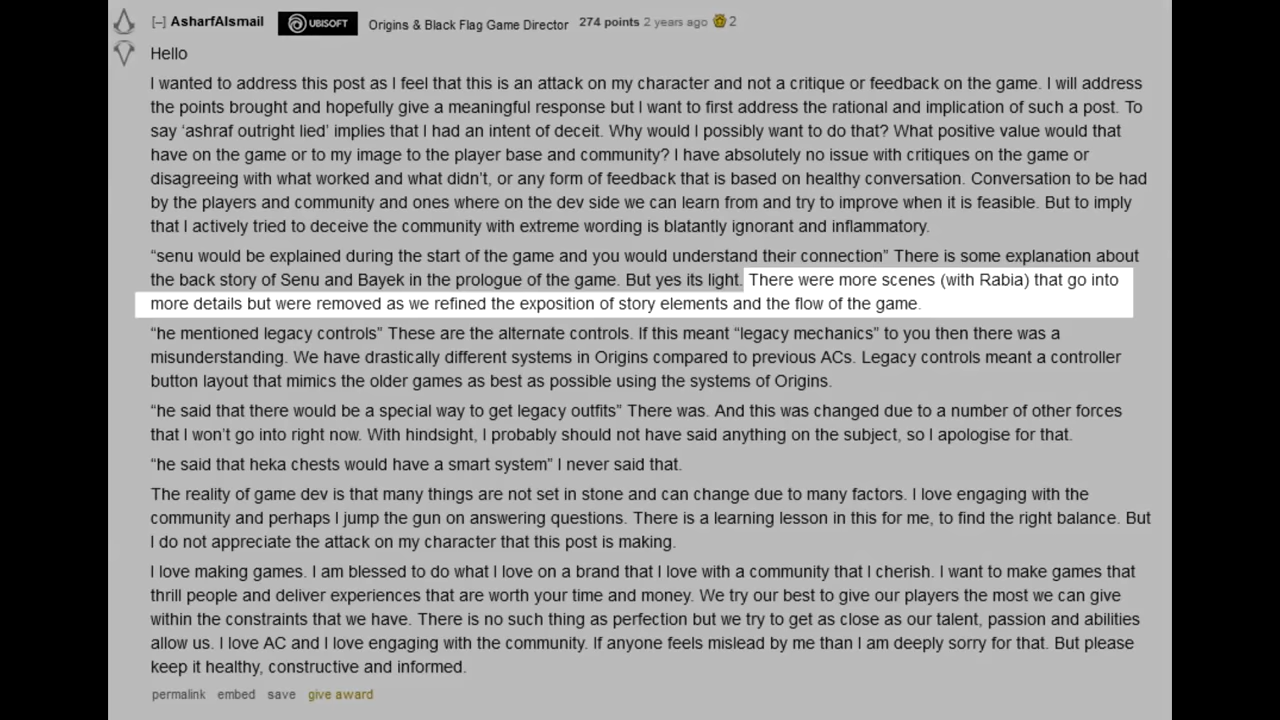 [–] AsharfAIsmail UBISOFT Origins & Black Flag Game Director 274 points 2 years ago 2
Hello
I wanted to address this post as I feel that this is an attack on my character and not a critique or feedback on the game. I will address
the points brought and hopefully give a meaningful response but I want to first address the rational and implication of such a post. To
say ‘ashraf outright lied’ implies that I had an intent of deceit. Why would I possibly want to do that? What positive value would that
have on the game or to my image to the player base and community? I have absolutely no issue with critiques on the game or
disagreeing with what worked and what didn’t, or any form of feedback that is based on healthy conversation. Conversation to be had
by the players and community and ones where on the dev side we can learn from and try to improve when it is feasible. But to imply
that I actively tried to deceive the community with extreme wording is blatantly ignorant and inflammatory.
“senu would be explained during the start of the game and you would understand their connection” There is some explanation about
the back story of Senu and Bayek in the prologue of the game. But yes its light. There were more scenes (with Rabia) that go into
more details but were removed as we refined the exposition of story elements and the flow of the game.
“he mentioned legacy controls” These are the alternate controls. If this meant “legacy mechanics” to you then there was a
misunderstanding. We have drastically different systems in Origins compared to previous ACs. Legacy controls meant a controller
button layout that mimics the older games as best as possible using the systems of Origins.
“he said that there would be a special way to get legacy outfits” There was. And this was changed due to a number of other forces
that I won’t go into right now. With hindsight, I probably should not have said anything on the subject, so I apologise for that.
“he said that heka chests would have a smart system” I never said that.
The reality of game dev is that many things are not set in stone and can change due to many factors. I love engaging with the
community and perhaps I jump the gun on answering questions. There is a learning lesson in this for me, to find the right balance. But
I do not appreciate the attack on my character that this post is making.
I love making games. I am blessed to do what I love on a brand that I love with a community that I cherish. I want to make games that
thrill people and deliver experiences that are worth your time and money. We try our best to give our players the most we can give
within the constraints that we have. There is no such thing as perfection but we try to get as close as our talent, passion and abilities
allow us. I love AC and I love engaging with the community. If anyone feels mislead by me than I am deeply sorry for that. But please
keep it healthy, constructive and informed.
permalink embed save give award